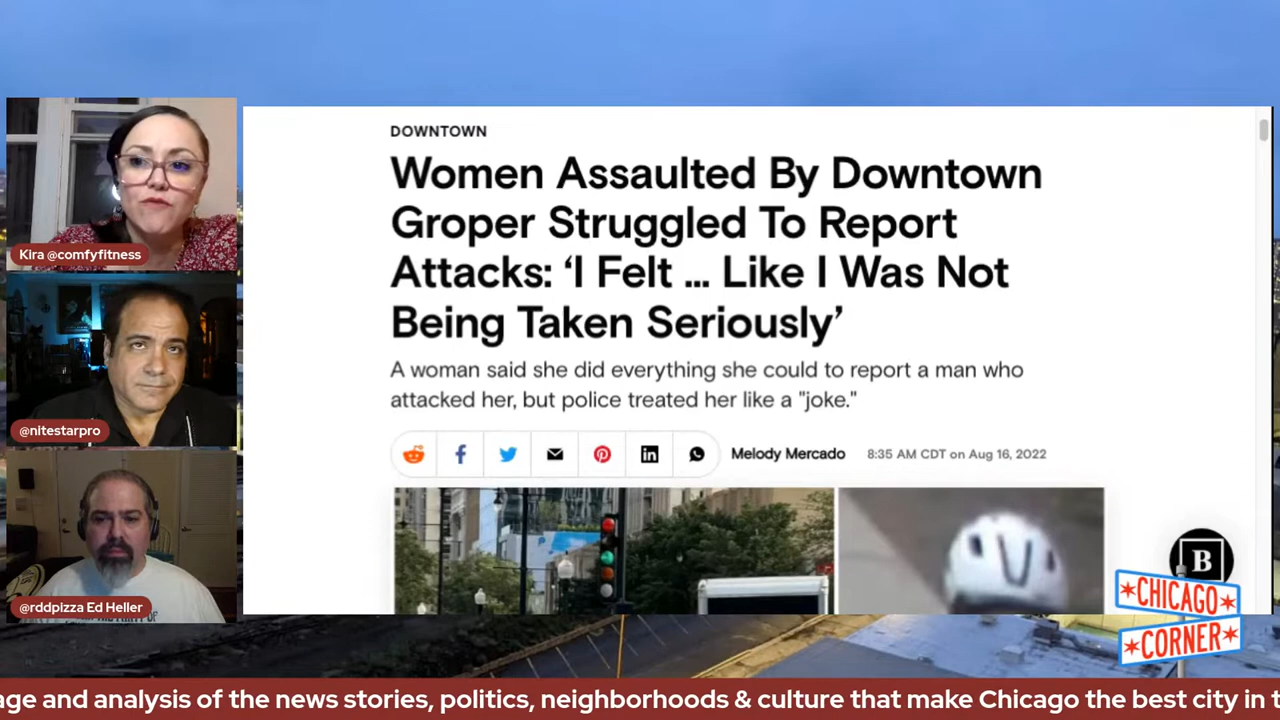 DOWNTOWN
Women Assaulted By Downtown
Groper Struggled To Report
Attacks: ‘I Felt ... Like I Was Not
Being Taken Seriously’
A woman said she did everything she could to report a man who
attacked her, but police treated her like a "joke."
Melody Mercado 8:35 AM CDT on Aug 16, 2022
Kira @comfyfitness
@nitestarpro
@rddpizza Ed Heller
B
CHICAGO
CORNER
age and analysis of the news stories, politics, neighborhoods & culture that make Chicago the best city in t